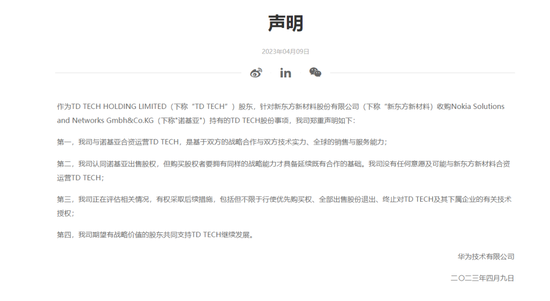 声明
2023年04月09日
作为TD TECH HOLDING LIMITED（下称“TD TECH”）股东，针对新东方新材料股份有限公司（下称“新东方新材料）收购Nokia Solutions
and Networks Gmbh&Co.KG（下称“诺基亚”）持有的TD TECH股份事项，我司郑重声明如下：
第一、我司与诺基亚合资运营TD TECH，是基于双方的战略合作与双方技术实力、全球的销售与服务能力；
第二、我司认同诺基亚出售股权，但购买股权者要拥有同样的战略能力才具备延续既有合作的基础。我司没有任何意愿及可能与新东方新材料合资
运营TD TECH；
第三、我司正在评估相关情况，有权采取后续措施，包括但不限于行使优先购买权、全部出售股份退出、终止对TD TECH及其下属企业的有关技术
授权；
第四、我司期望有战略价值的股东共同支持TD TECH继续发展。
华为技术有限公司
二〇二三年四月九日